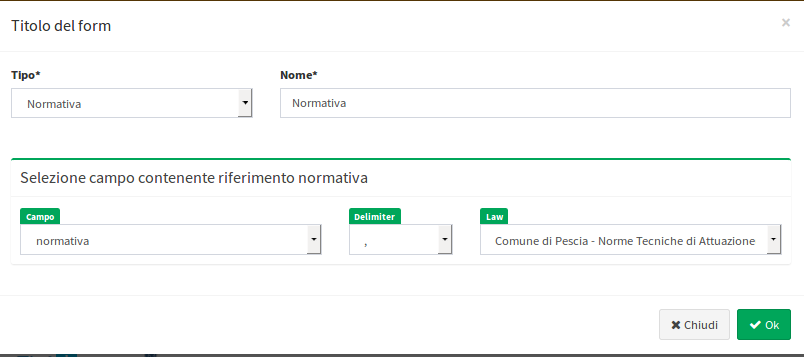 Titolo del form ×
Tipo* Nome*
Normativa Normativa
Selezione campo contenente riferimento normativa
Campo Delimiter Law
normativa , Comune di Pescia - Norme Tecniche di Attuazione
✖ Chiudi ✔ Ok